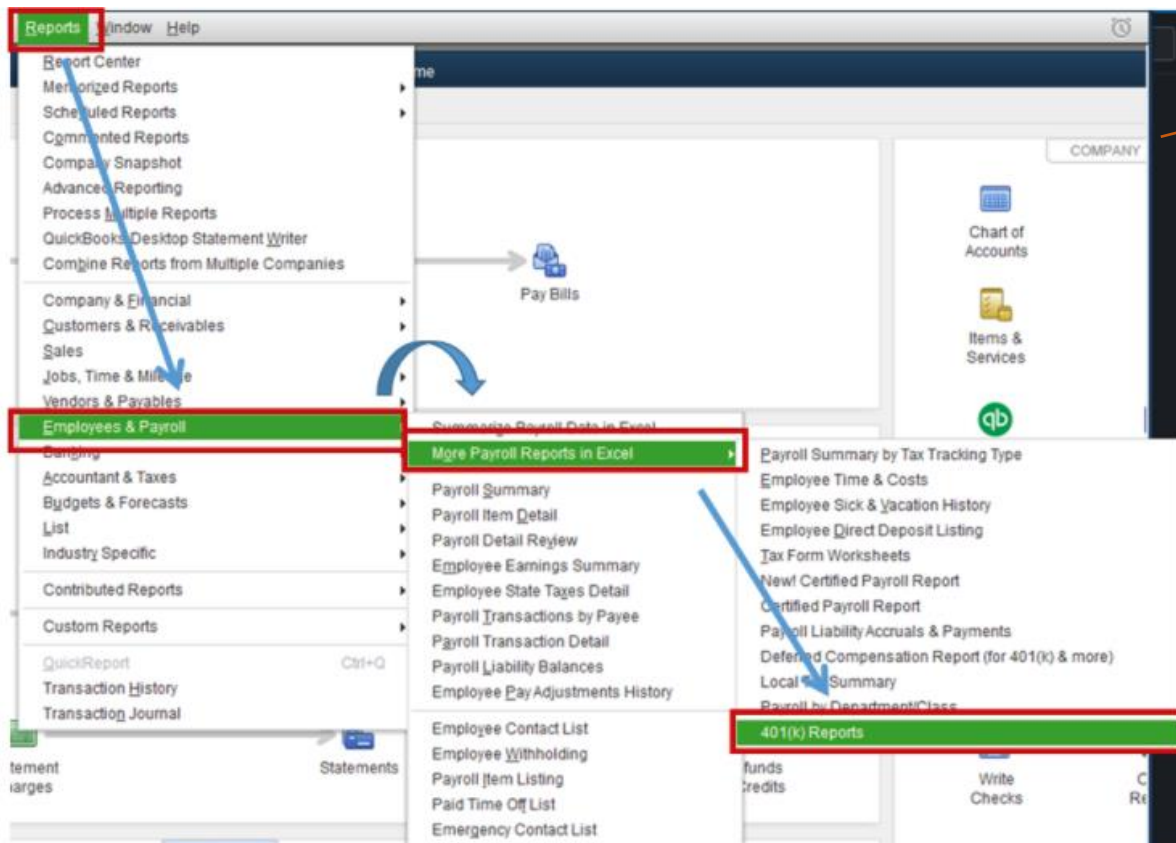 Reports Window Help
me
Report Center
Memorized Reports
Scheduled Reports
Commented Reports
Company Snapshot
Advanced Reporting
Process Multiple Reports
QuickBooks Desktop Statement Writer
Combine Reports from Multiple Companies
Company & Financial
Customers & Receivables
Sales
Jobs, Time & Mileage
Vendors & Payables
Employees & Payroll
Banking
Accountant & Taxes
Budgets & Forecasts
List
Industry Specific
Contributed Reports
Custom Reports
QuickReport Ctrl+Q
Transaction History
Transaction Journal
Pay Bills
COMPANY
Chart of
Accounts
Items &
Services
qb
Summarize Payroll Data in Excel
More Payroll Reports in Excel
Payroll Summary
Payroll Item Detail
Payroll Detail Review
Employee Earnings Summary
Employee State Taxes Detail
Payroll Transactions by Payee
Payroll Transaction Detail
Payroll Liability Balances
Employee Pay Adjustments History
Employee Contact List
Employee Withholding
Payroll Item Listing
Paid Time Off List
Emergency Contact List
Payroll Summary by Tax Tracking Type
Employee Time & Costs
Employee Sick & Vacation History
Employee Direct Deposit Listing
Tax Form Worksheets
New! Certified Payroll Report
Certified Payroll Report
Payroll Liability Accruals & Payments
Deferred Compensation Report (for 401(k) & more)
Local Tax Summary
Payroll by Department/Class
401(k) Reports
tement
arges
Statements
funds
redits
Write
Checks
C
Re